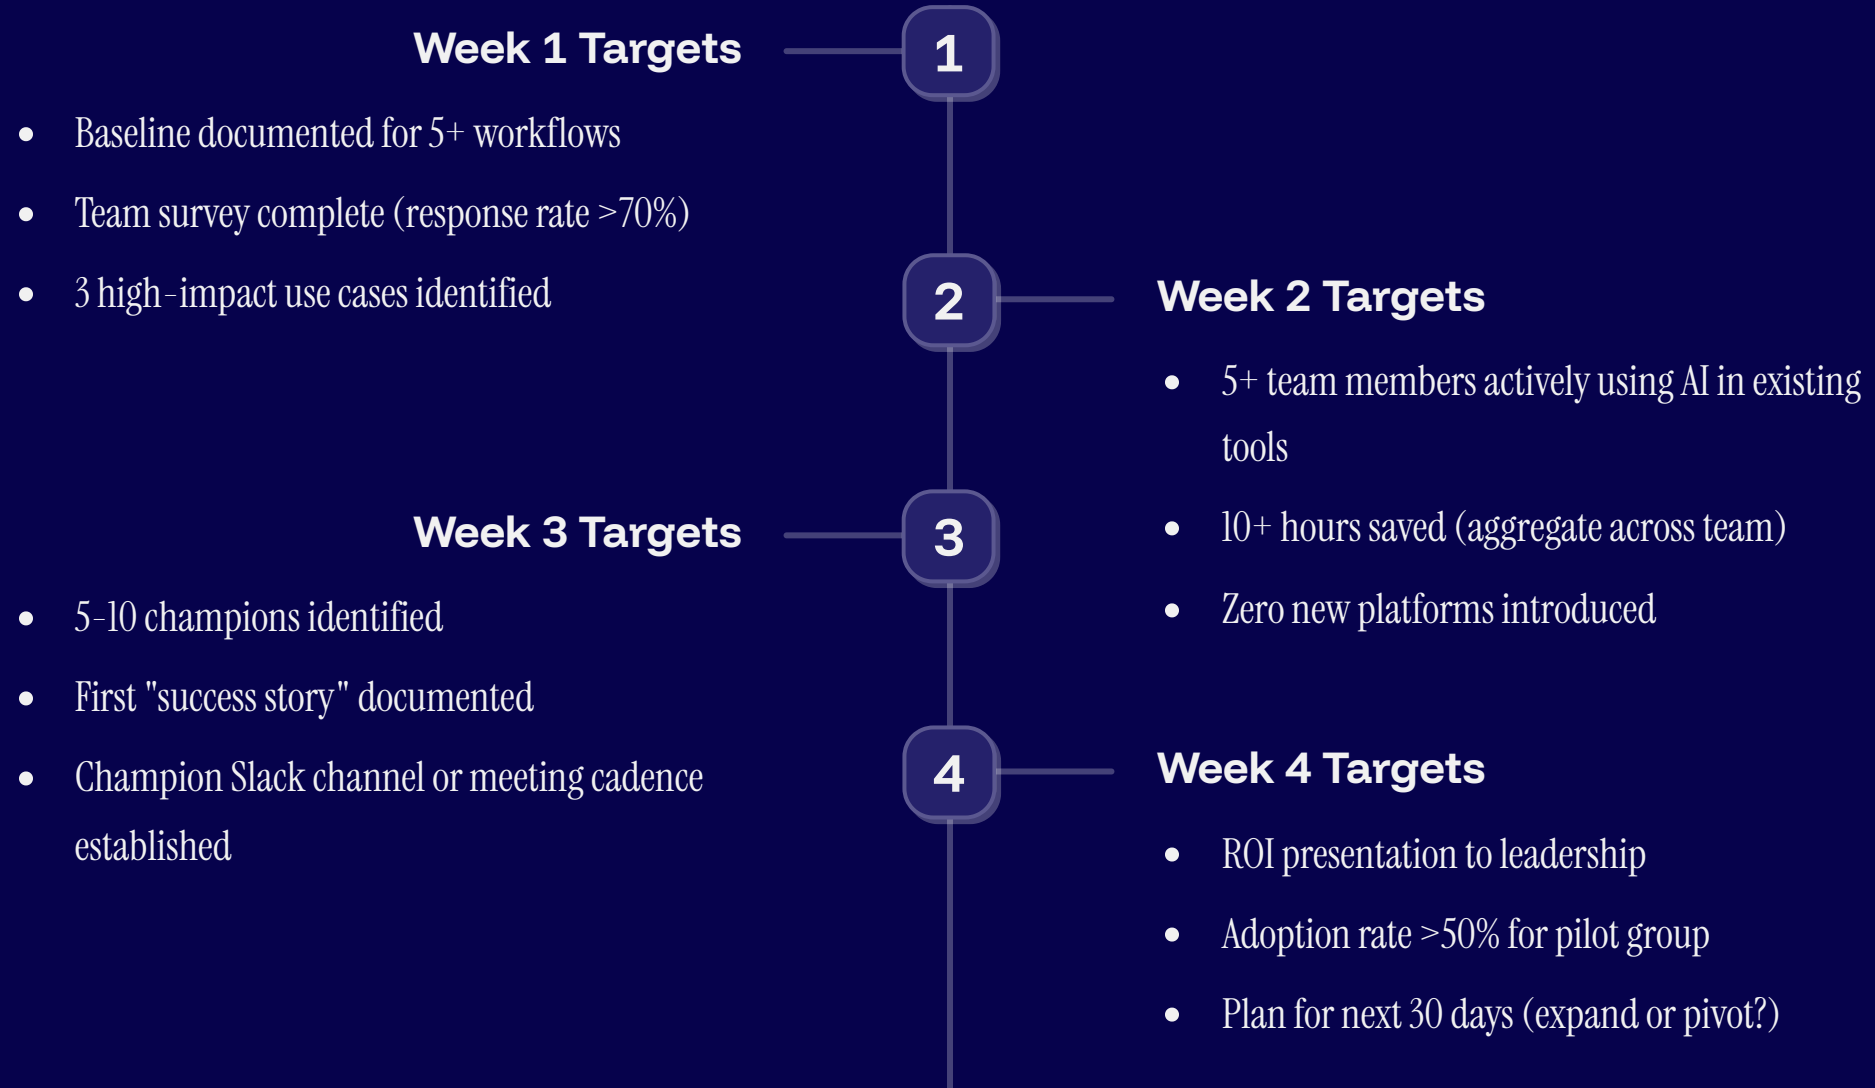 Week 1 Targets
1
Baseline documented for 5+ workflows
Team survey complete (response rate >70%)
3 high-impact use cases identified
2
Week 2 Targets
5+ team members actively using AI in existing
tools
10+ hours saved (aggregate across team)
Zero new platforms introduced
Week 3 Targets
3
5-10 champions identified
First "success story" documented
Champion Slack channel or meeting cadence
established
4
Week 4 Targets
ROI presentation to leadership
Adoption rate >50% for pilot group
Plan for next 30 days (expand or pivot?)